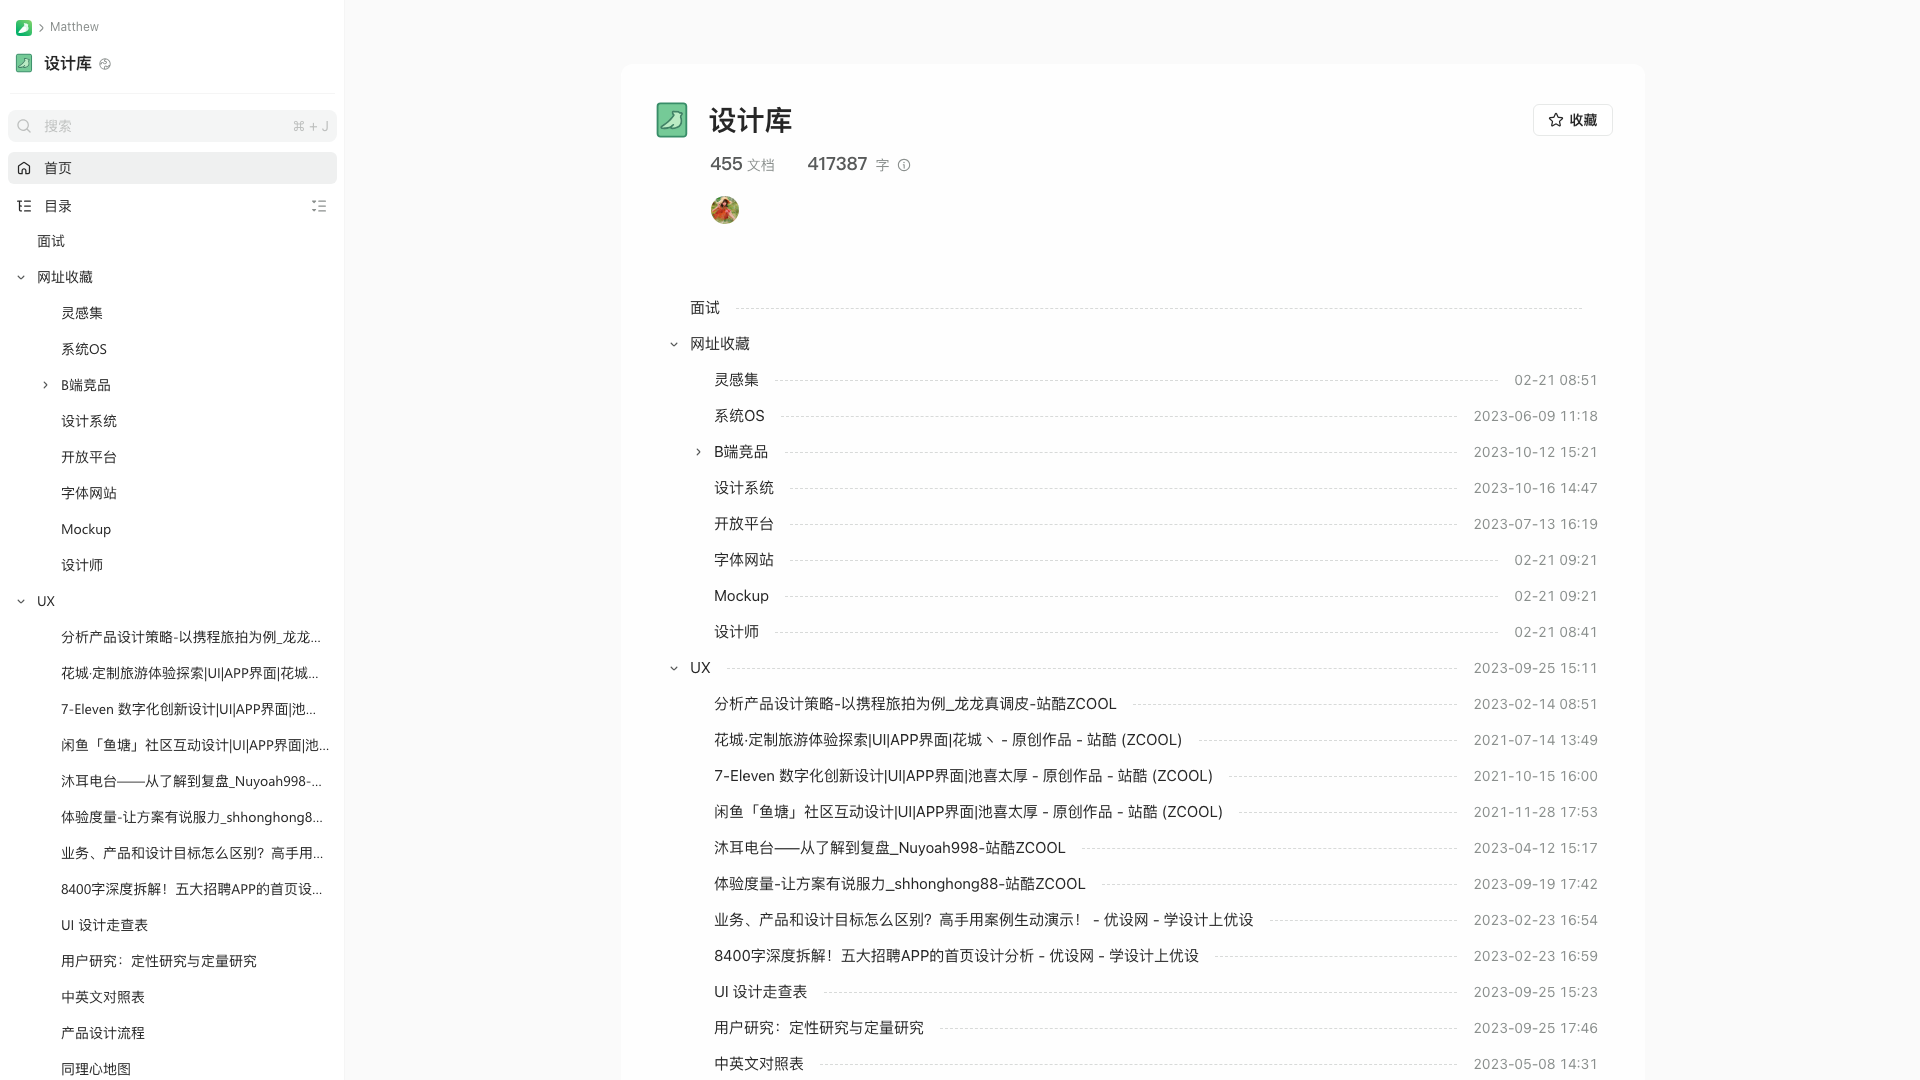 Matthew
设计库
搜索 ⌘ + J
首页
目录
面试
网址收藏
灵感集
系统OS
B端竞品
设计系统
开放平台
字体网站
Mockup
设计师
UX
分析产品设计策略-以携程旅拍为例_龙龙...
花城·定制旅游体验探索|UI|APP界面|花城...
7-Eleven 数字化创新设计|UI|APP界面|池...
闲鱼「鱼塘」社区互动设计|UI|APP界面|池...
沐耳电台——从了解到复盘_Nuyoah998-...
体验度量-让方案有说服力_shhonghong8...
业务、产品和设计目标怎么区别？高手用...
8400字深度拆解！五大招聘APP的首页设...
UI 设计走查表
用户研究：定性研究与定量研究
中英文对照表
产品设计流程
同理心地图
设计库
收藏
455 文档 417387 字
面试
网址收藏
灵感集 02-21 08:51
系统OS 2023-06-09 11:18
B端竞品 2023-10-12 15:21
设计系统 2023-10-16 14:47
开放平台 2023-07-13 16:19
字体网站 02-21 09:21
Mockup 02-21 09:21
设计师 02-21 08:41
UX 2023-09-25 15:11
分析产品设计策略-以携程旅拍为例_龙龙真调皮-站酷ZCOOL 2023-02-14 08:51
花城·定制旅游体验探索|UI|APP界面|花城丶 - 原创作品 - 站酷 (ZCOOL) 2021-07-14 13:49
7-Eleven 数字化创新设计|UI|APP界面|池喜太厚 - 原创作品 - 站酷 (ZCOOL) 2021-10-15 16:00
闲鱼「鱼塘」社区互动设计|UI|APP界面|池喜太厚 - 原创作品 - 站酷 (ZCOOL) 2021-11-28 17:53
沐耳电台——从了解到复盘_Nuyoah998-站酷ZCOOL 2023-04-12 15:17
体验度量-让方案有说服力_shhonghong88-站酷ZCOOL 2023-09-19 17:42
业务、产品和设计目标怎么区别？高手用案例生动演示！ - 优设网 - 学设计上优设 2023-02-23 16:54
8400字深度拆解！五大招聘APP的首页设计分析 - 优设网 - 学设计上优设 2023-02-23 16:59
UI 设计走查表 2023-09-25 15:23
用户研究：定性研究与定量研究 2023-09-25 17:46
中英文对照表 2023-05-08 14:31